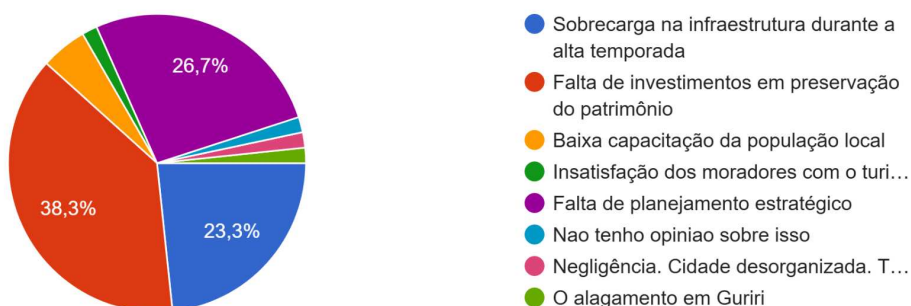 26,7%
38,3%
23,3%
Sobrecarga na infraestrutura durante a
alta temporada
Falta de investimentos em preservação
do patrimônio
Baixa capacitação da população local
Insatisfação dos moradores com o turi…
Falta de planejamento estratégico
Nao tenho opiniao sobre isso
Negligência. Cidade desorganizada. T…
O alagamento em Guriri